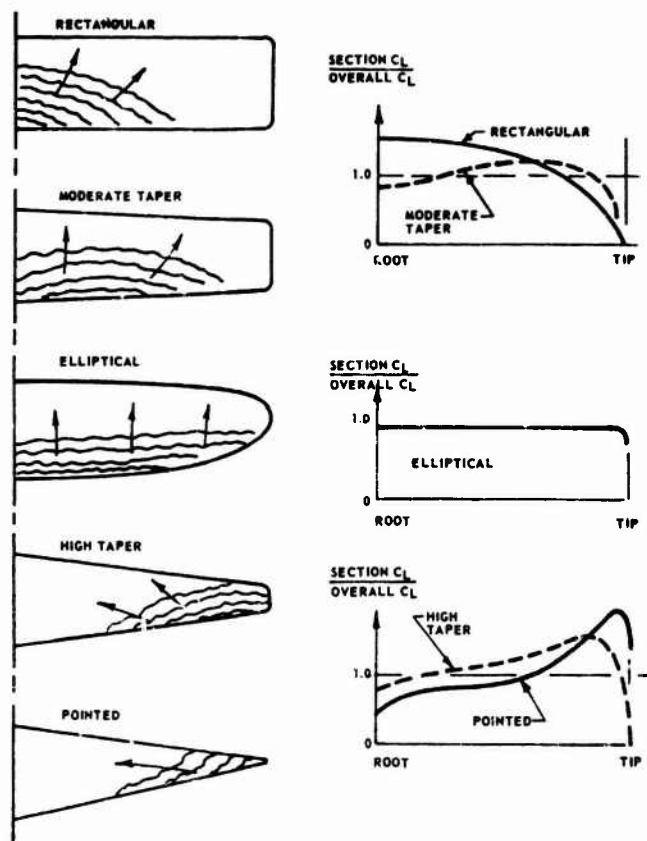 RECTANGULAR
MODERATE TAPER
ELLIPTICAL
HIGH TAPER
POINTED
SECTION CL
OVERALL CL
RECTANGULAR
1.0
MODERATE
TAPER
0
ROOT
TIP
SECTION CL
OVERALL CL
1.0
ELLIPTICAL
0
ROOT
TIP
SECTION CL
OVERALL CL
HIGH
TAPER
1.0
POINTED
0
ROOT
TIP